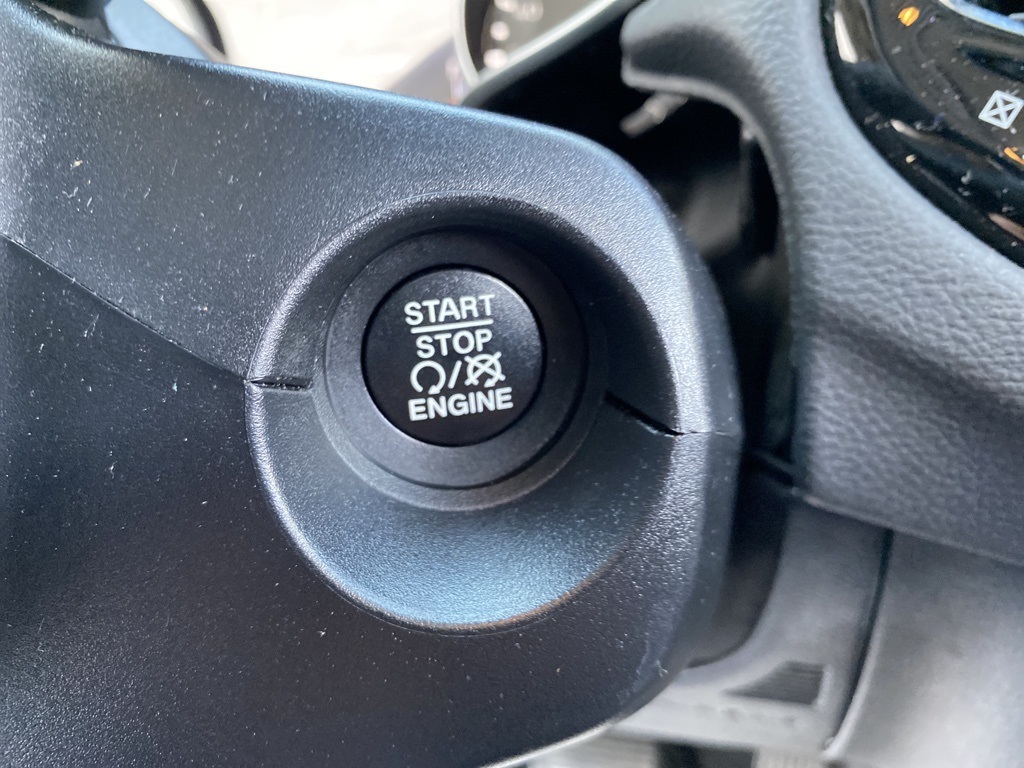 START
STOP
/
ENGINE